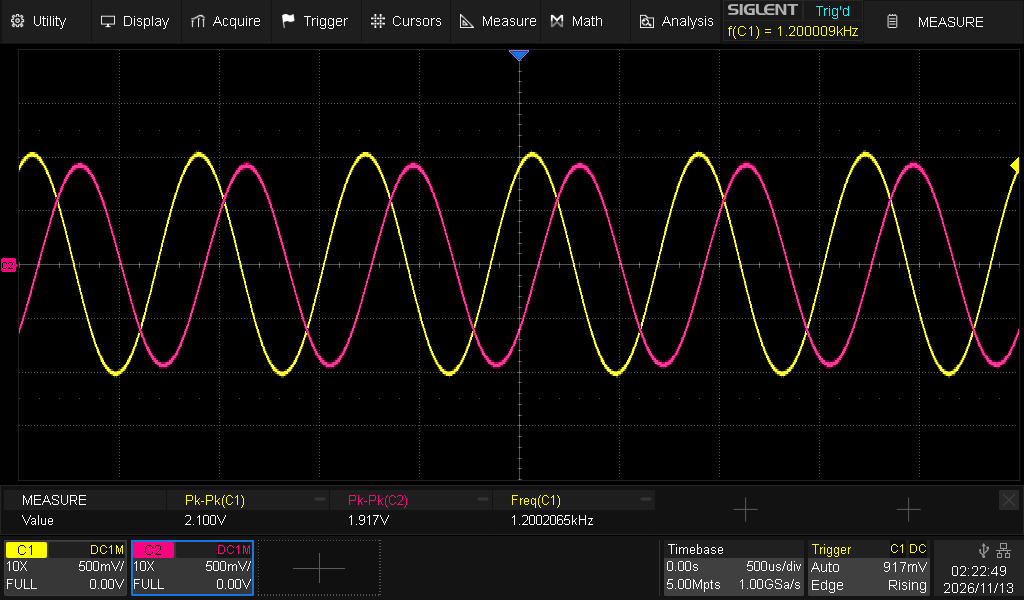 Utility Display Acquire Trigger Cursors Measure Math Analysis SIGLENT Trig'd MEASURE
f(C1) = 1.200009kHz
C2
MEASURE Pk-Pk(C1) Pk-Pk(C2) Freq(C1)
Value 2.100V 1.917V 1.2002065kHz
C1 DC1M C2 DC1M Timebase Trigger C1 DC
10X 500mV/ 10X 500mV/ 0.00s 500us/div Auto 917mV 02:22:49
FULL 0.00V FULL 0.00V 5.00Mpts 1.00GSa/s Edge Rising 2026/11/13